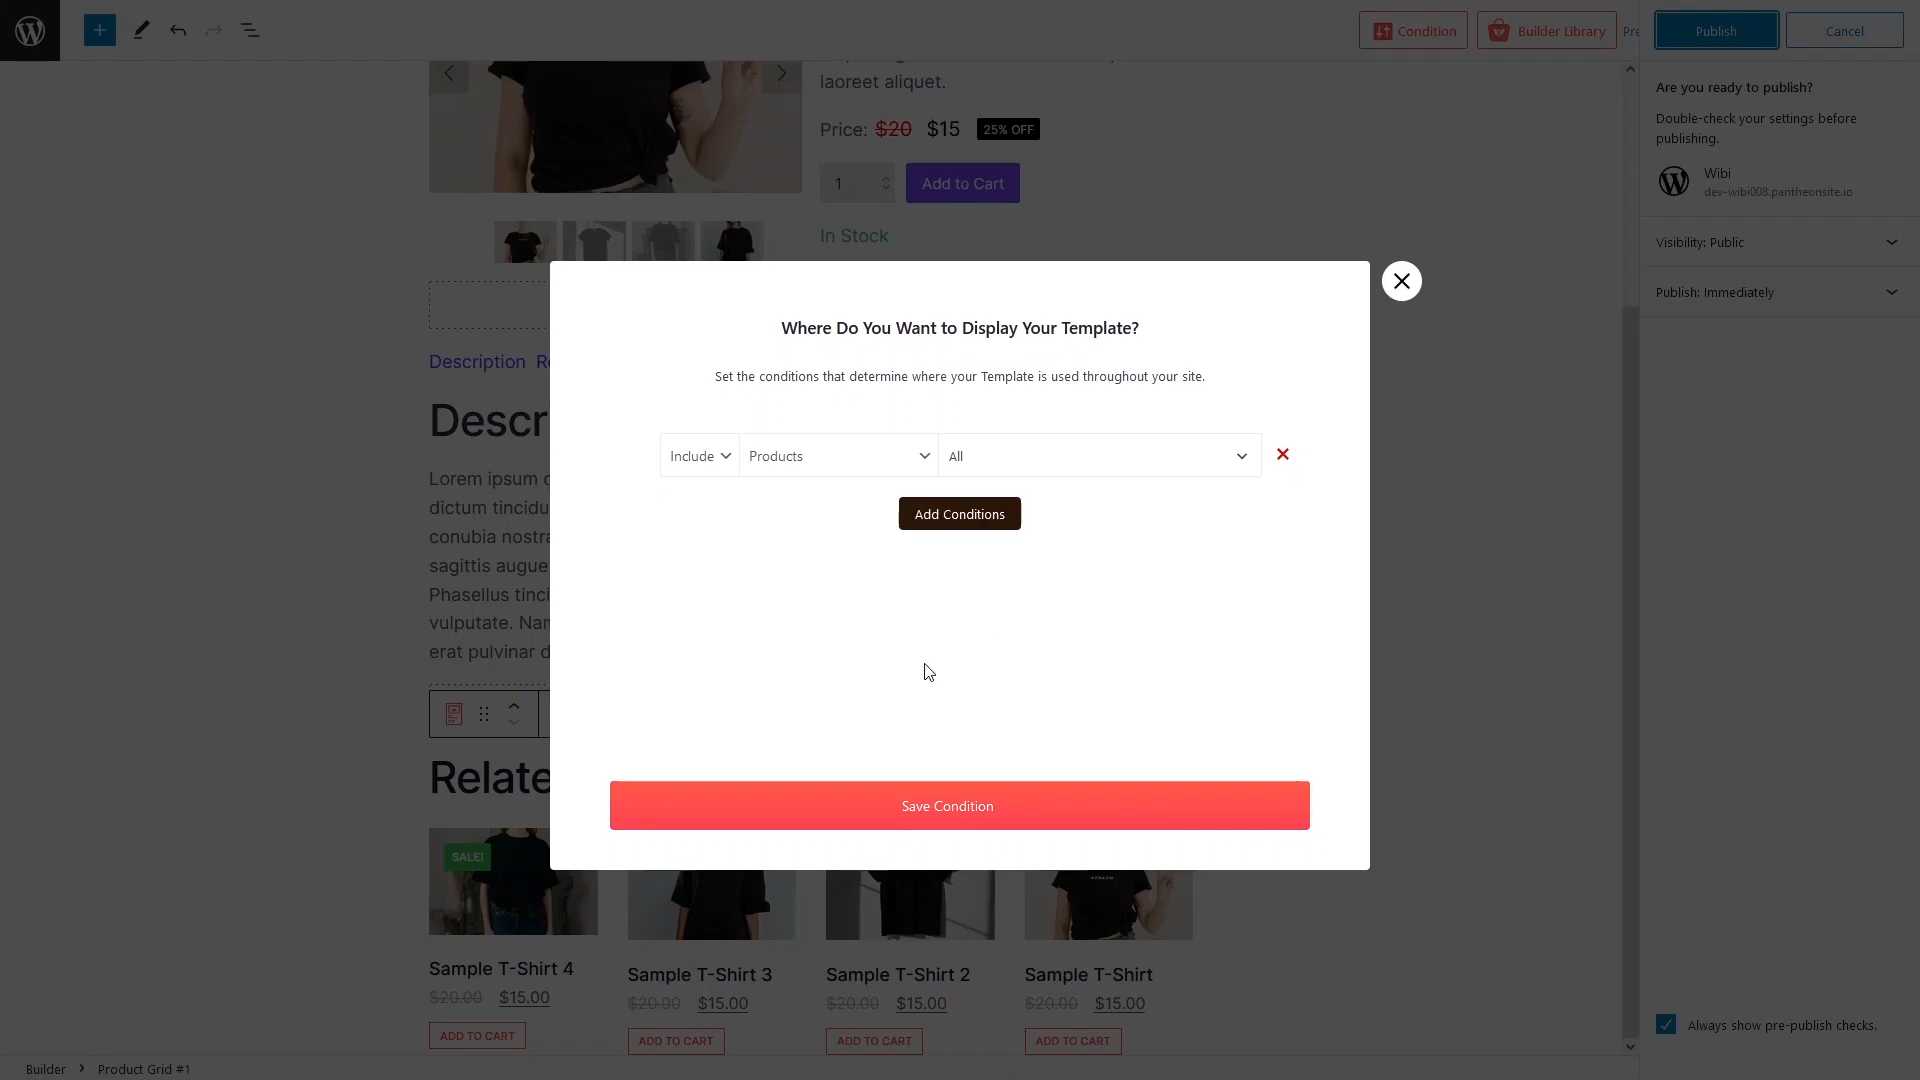 Condition
Builder Library
Pre
Publish
Cancel
laoreet aliquet.
Price: $20 $15 25% OFF
1
Add to Cart
In Stock
Are you ready to publish?
Double-check your settings before
publishing.
Wibi
dev-wibi008.pantheonsite.io
Visibility: Public
Publish: Immediately
Where Do You Want to Display Your Template?
Set the conditions that determine where your Template is used throughout your site.
Include
Products
All
Add Conditions
Save Condition
Description Re
Descri
Lorem ipsum
dictum tincidu
conubia nostra
sagittis augue
Phasellus tinci
vulputate. Nam
erat pulvinar d
Relate
SALE!
Sample T-Shirt 4
$20.00 $15.00
ADD TO CART
Sample T-Shirt 3
$20.00 $15.00
ADD TO CART
Sample T-Shirt 2
$20.00 $15.00
ADD TO CART
Sample T-Shirt
$20.00 $15.00
ADD TO CART
Always show pre-publish checks.
Builder
Product Grid #1